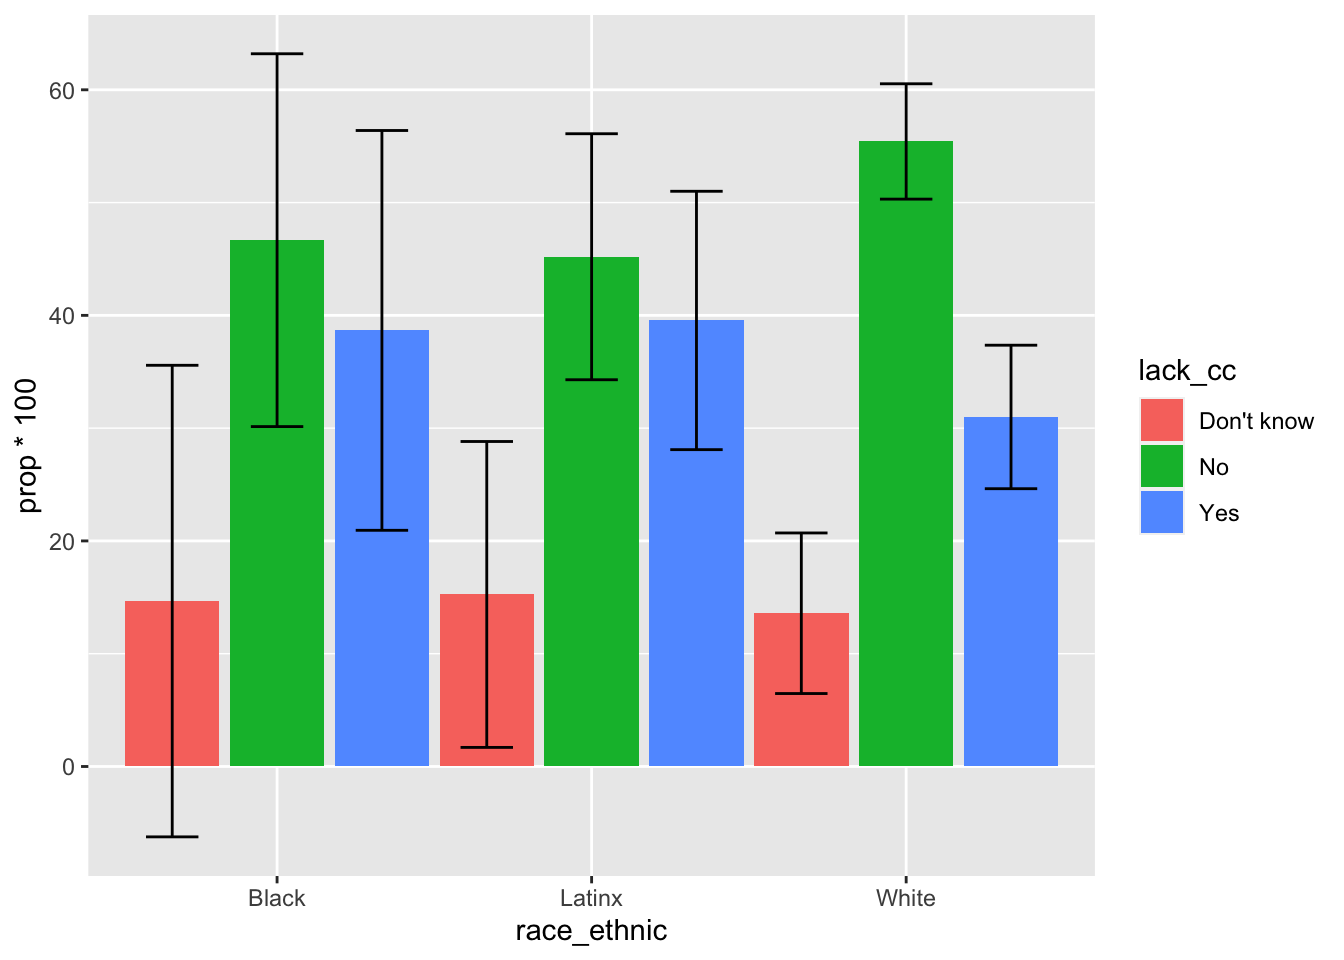 60
40
20
0
prop * 100
Black
Latinx
White
race_ethnic
lack_cc
Don't know
No
Yes